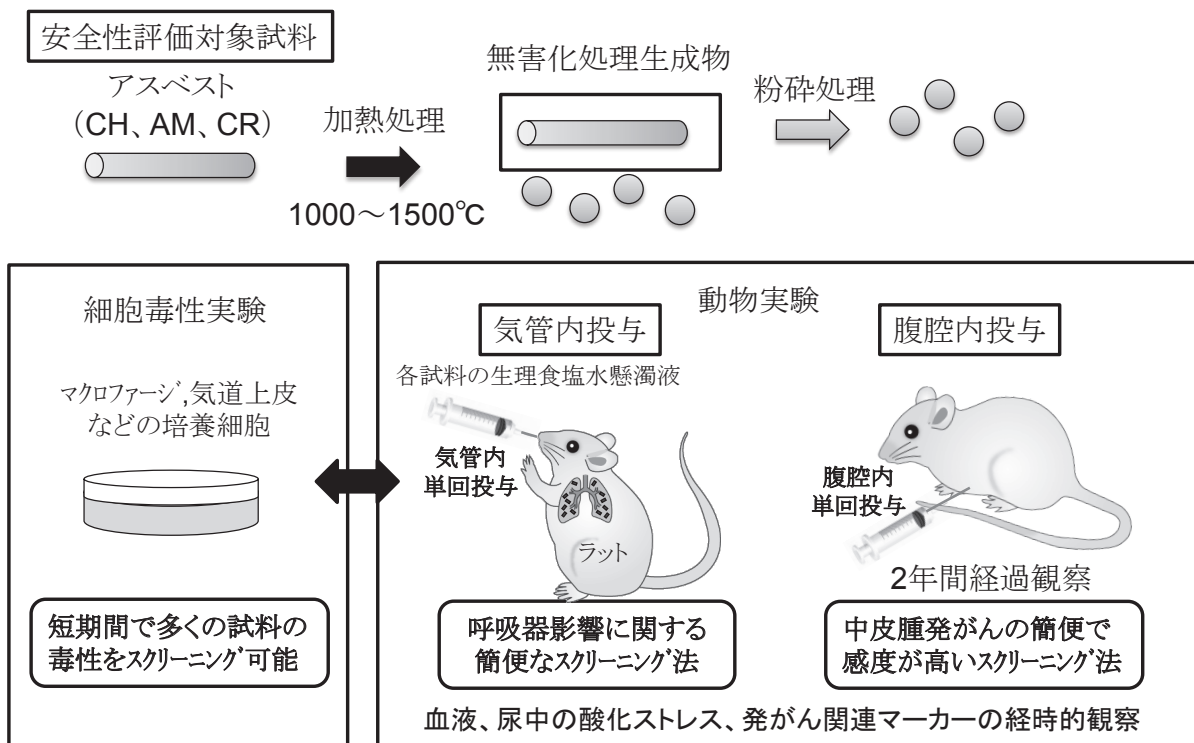 安全性評価対象試料
アスベスト
(CH、AM、CR)
加熱処理
1000～1500℃
無害化処理生成物
粉砕処理
細胞毒性実験
マクロファージ,気道上皮
などの培養細胞
短期間で多くの試料の
毒性をスクリーニング可能
動物実験
気管内投与
各試料の生理食塩水懸濁液
気管内
単回投与
ラット
呼吸器影響に関する
簡便なスクリーニング法
腹腔内投与
腹腔内
単回投与
2年間経過観察
中皮腫発がんの簡便で
感度が高いスクリーニング法
血液、尿中の酸化ストレス、発がん関連マーカーの経時的観察